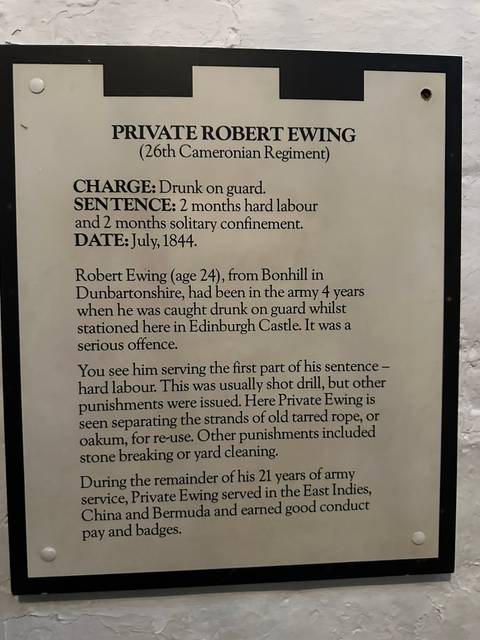 PRIVATE ROBERT EWING
(26th Cameronian Regiment)
CHARGE: Drunk on guard.
SENTENCE: 2 months hard labour
and 2 months solitary confinement.
DATE: July, 1844.
Robert Ewing (age 24), from Bonhill in
Dunbartonshire, had been in the army 4 years
when he was caught drunk on guard whilst
stationed here in Edinburgh Castle. It was a
serious offence.
You see him serving the first part of his sentence –
hard labour. This was usually shot drill, but other
punishments were issued. Here Private Ewing is
seen separating the strands of old tarred rope, or
oakum, for re-use. Other punishments included
stone breaking or yard cleaning.
During the remainder of his 21 years of army
service, Private Ewing served in the East Indies,
China and Bermuda and earned good conduct
pay and badges.